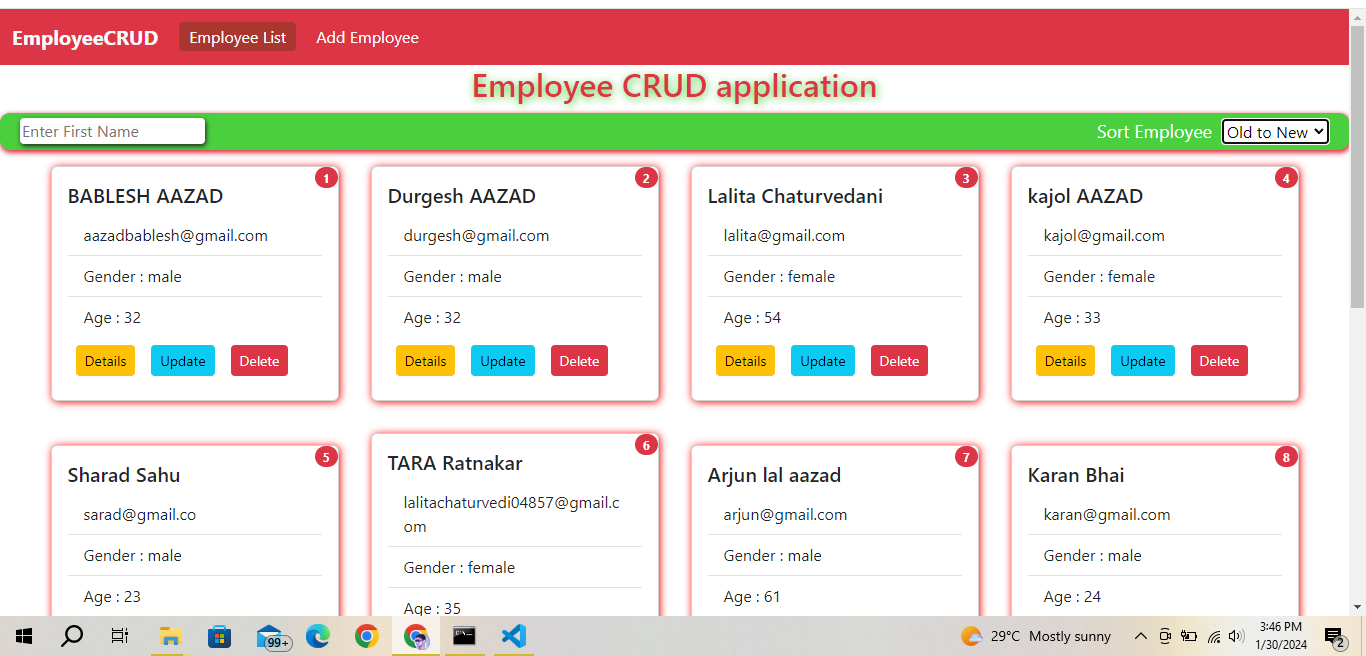 EmployeeCRUD Employee List Add Employee
Employee CRUD application
Enter First Name Sort Employee Old to New
1 2 3 4
BABLESH AAZAD Durgesh AAZAD Lalita Chaturvedani kajol AAZAD
aazadbablesh@gmail.com durgesh@gmail.com lalita@gmail.com kajol@gmail.com
Gender : male Gender : male Gender : female Gender : female
Age : 32 Age : 32 Age : 54 Age : 33
Details Update Delete Details Update Delete Details Update Delete Details Update Delete
5 6 7 8
Sharad Sahu TARA Ratnakar Arjun lal aazad Karan Bhai
sarad@gmail.co lalitachaturvedi04857@gmail.c arjun@gmail.com karan@gmail.com
om
Gender : male Gender : female Gender : male Gender : male
Age : 23 Age : 35 Age : 61 Age : 24
99+ 29°C Mostly sunny 3:46 PM
1/30/2024 2